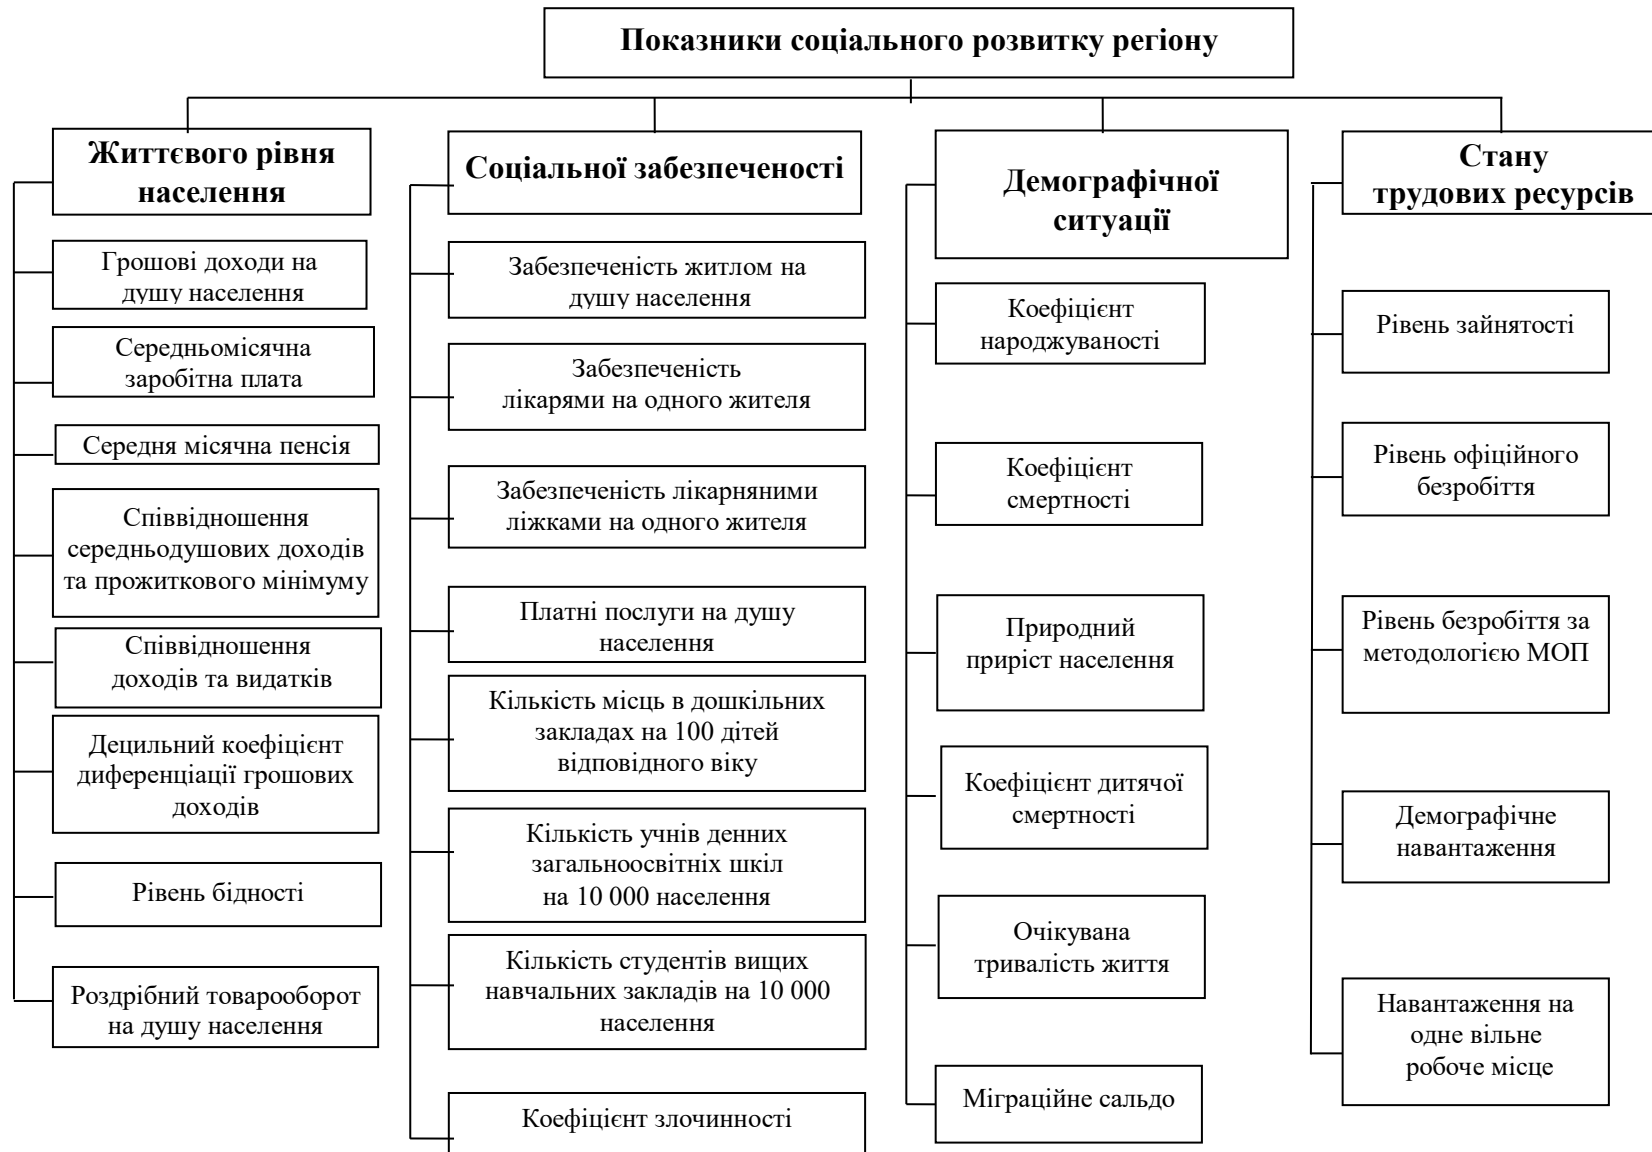 Показники соціального розвитку регіону
Життєвого рівня
населення
Грошові доходи на
душу населення
Середньомісячна
заробітна плата
Середня місячна пенсія
Співвідношення
середньодушових доходів
та прожиткового мінімуму
Співвідношення
доходів та видатків
Децильний коефіцієнт
диференціації грошових
доходів
Рівень бідності
Роздрібний товарооборот
на душу населення
Соціальної забезпеченості
Забезпеченість житлом на
душу населення
Забезпеченість
лікарями на одного жителя
Забезпеченість лікарняними
ліжками на одного жителя
Платні послуги на душу
населення
Кількість місць в дошкільних
закладах на 100 дітей
відповідного віку
Кількість учнів денних
загальноосвітніх шкіл
на 10 000 населення
Кількість студентів вищих
навчальних закладів на 10 000
населення
Коефіцієнт злочинності
Демографічної
ситуації
Коефіцієнт
народжуваності
Коефіцієнт
смертності
Природний
приріст населення
Коефіцієнт дитячої
смертності
Очікувана
тривалість життя
Міграційне сальдо
Стану
трудових ресурсів
Рівень зайнятості
Рівень офіційного
безробіття
Рівень безробіття за
методологією МОП
Демографічне
навантаження
Навантаження на
одне вільне
робоче місце